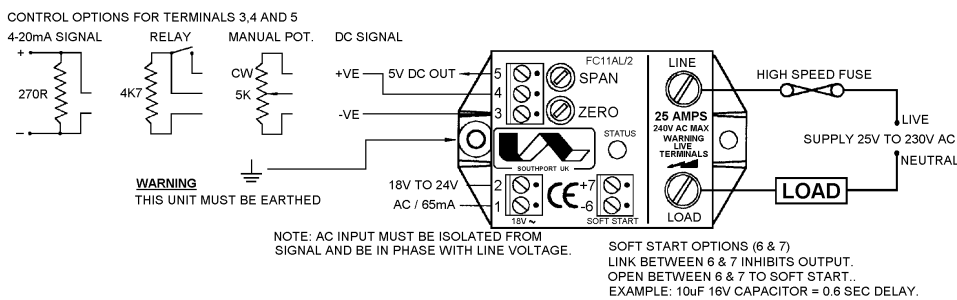 CONTROL OPTIONS FOR TERMINALS 3,4 AND 5
4-20mA SIGNAL
RELAY
MANUAL POT.
DC SIGNAL
+
270R
–
4K7
CW
5K
+VE
-VE
5V DC OUT
5
4
3
FC11AL/2
SPAN
ZERO
STATUS
SOUTHPORT UK
18V TO 24V
AC / 65mA
2
1
18V ~
CE
+7
-6
SOFT START
LINE
25 AMPS
240V AC MAX
WARNING
LIVE
TERMINALS
LOAD
HIGH SPEED FUSE
LIVE
SUPPLY 25V TO 230V AC
NEUTRAL
LOAD
WARNING
THIS UNIT MUST BE EARTHED
NOTE: AC INPUT MUST BE ISOLATED FROM
SIGNAL AND BE IN PHASE WITH LINE VOLTAGE.
SOFT START OPTIONS (6 & 7)
LINK BETWEEN 6 & 7 INHIBITS OUTPUT.
OPEN BETWEEN 6 & 7 TO SOFT START..
EXAMPLE: 10uF 16V CAPACITOR = 0.6 SEC DELAY.